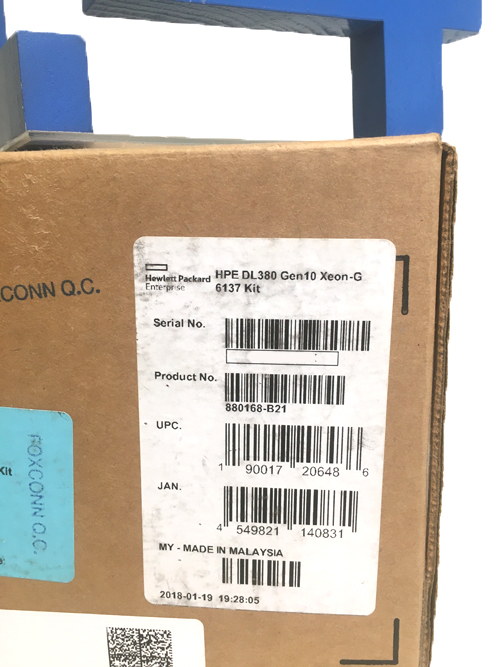 CONN Q.C.
Hewlett Packard
Enterprise
HPE DL380 Gen10 Xeon-G
6137 Kit
Serial No.
Product No.
880168-B21
UPC.
1 90017 20648 6
JAN.
4 549821 140831
MY - MADE IN MALAYSIA
2018-01-19 19:28:05
Kit
FOXCONN Q.C.